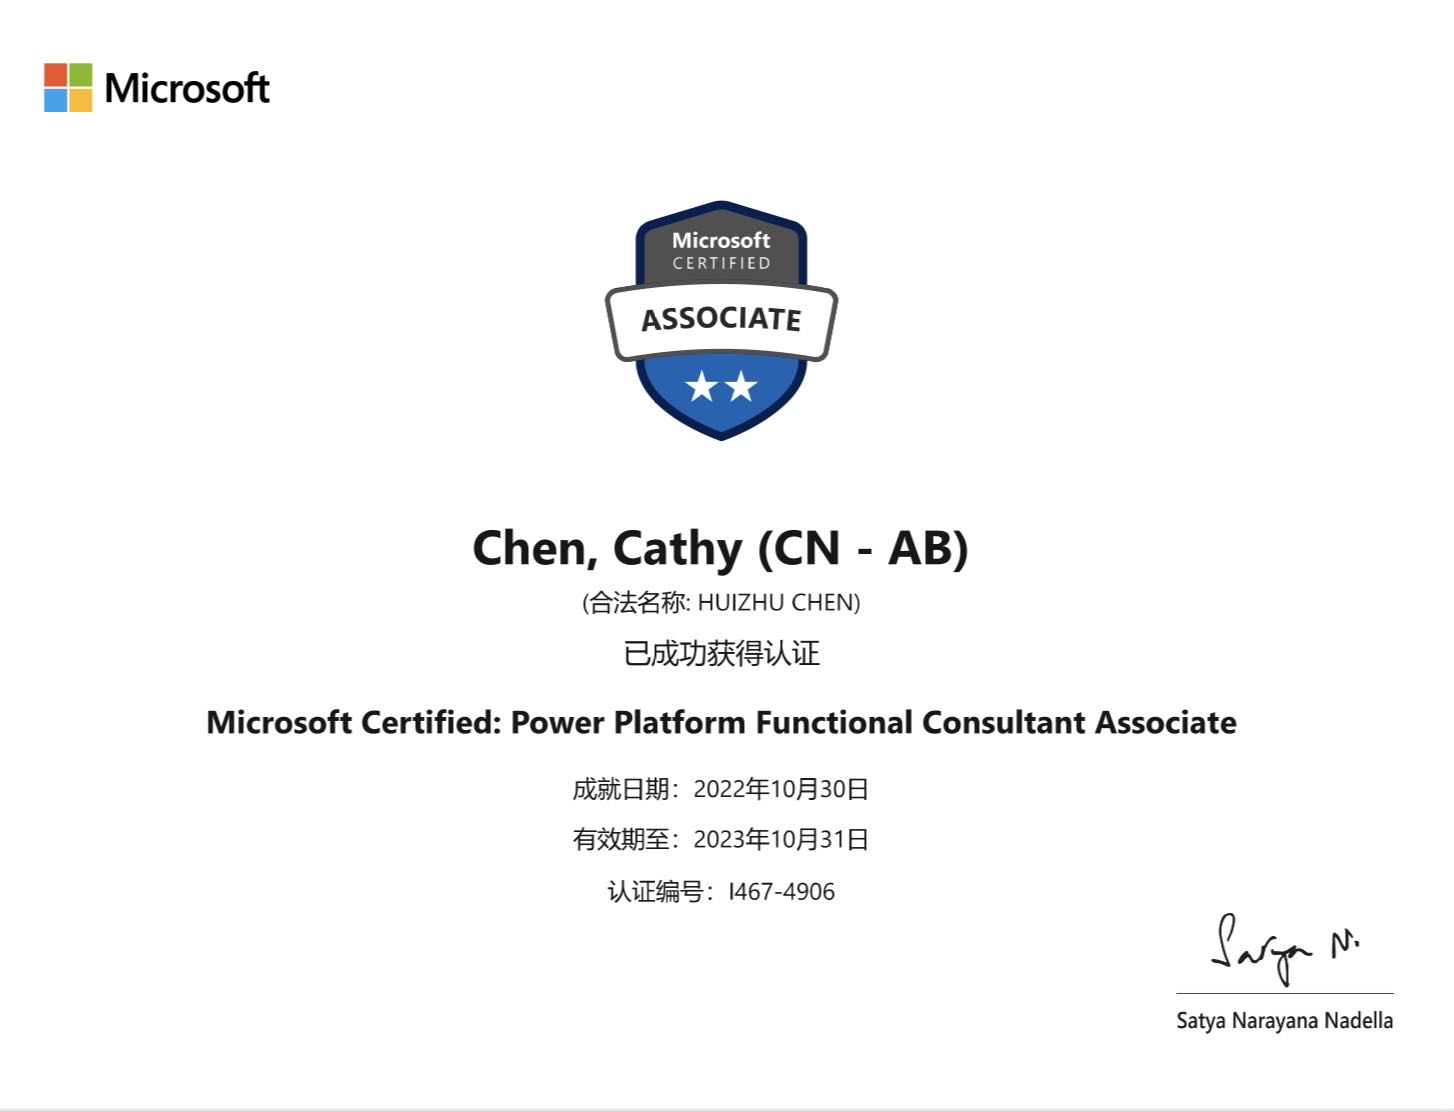 Microsoft
Microsoft
CERTIFIED
ASSOCIATE
Chen, Cathy (CN - AB)
(合法名称: HUIZHU CHEN)
已成功获得认证
Microsoft Certified: Power Platform Functional Consultant Associate
成就日期：2022年10月30日
有效期至：2023年10月31日
认证编号：I467-4906
Satya N.
Satya Narayana Nadella